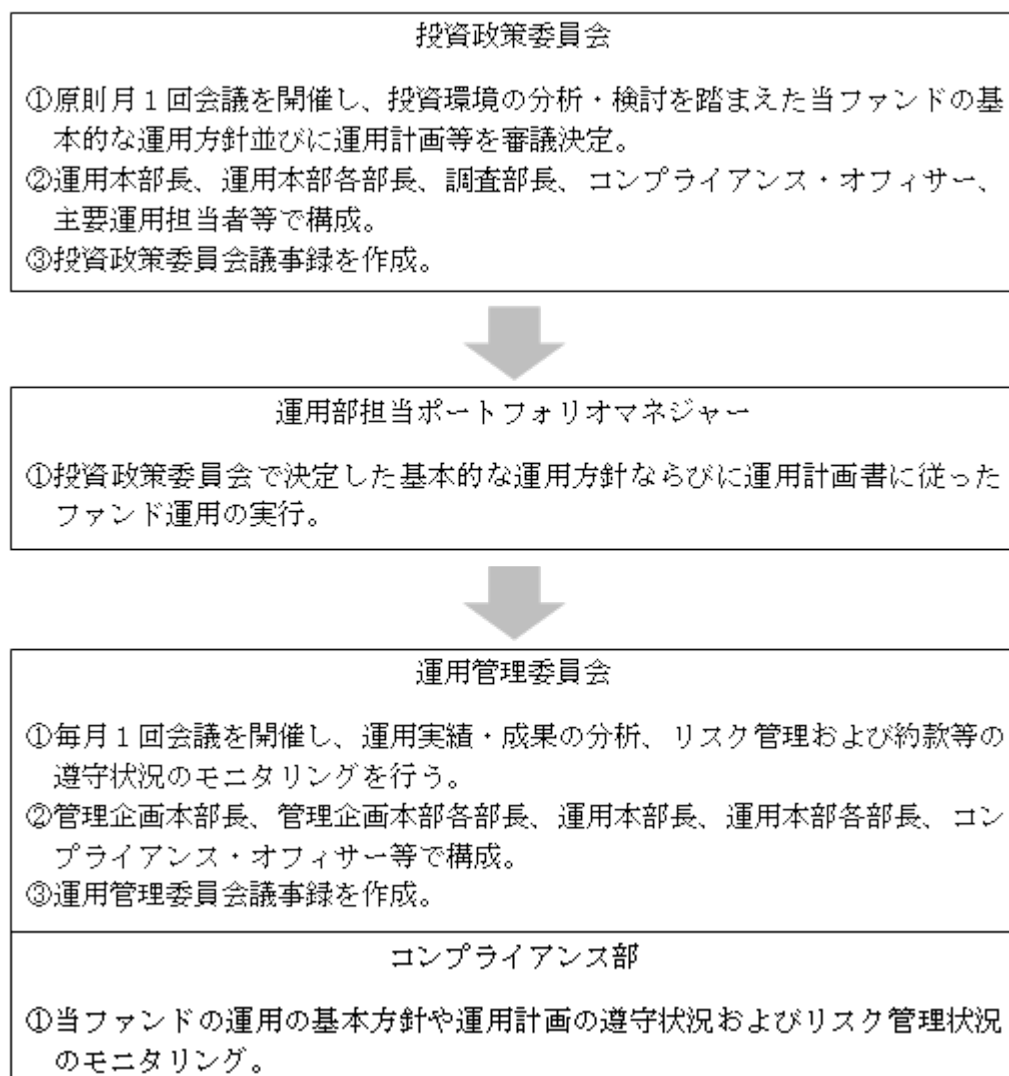 投資政策委員会
①原則月１回会議を開催し、投資環境の分析・検討を踏まえた当ファンドの基
本的な運用方針並びに運用計画等を審議決定。
②運用本部長、運用本部各部長、調査部長、コンプライアンス・オフィサー、
主要運用担当者等で構成。
③投資政策委員会議事録を作成。
運用部担当ポートフォリオマネジャー
①投資政策委員会で決定した基本的な運用方針ならびに運用計画書に従った
ファンド運用の実行。
運用管理委員会
①毎月１回会議を開催し、運用実績・成果の分析、リスク管理および約款等の
遵守状況のモニタリングを行う。
②管理企画本部長、管理企画本部各部長、運用本部長、運用本部各部長、コン
プライアンス・オフィサー等で構成。
③運用管理委員会議事録を作成。
コンプライアンス部
①当ファンドの運用の基本方針や運用計画の遵守状況およびリスク管理状況
のモニタリング。